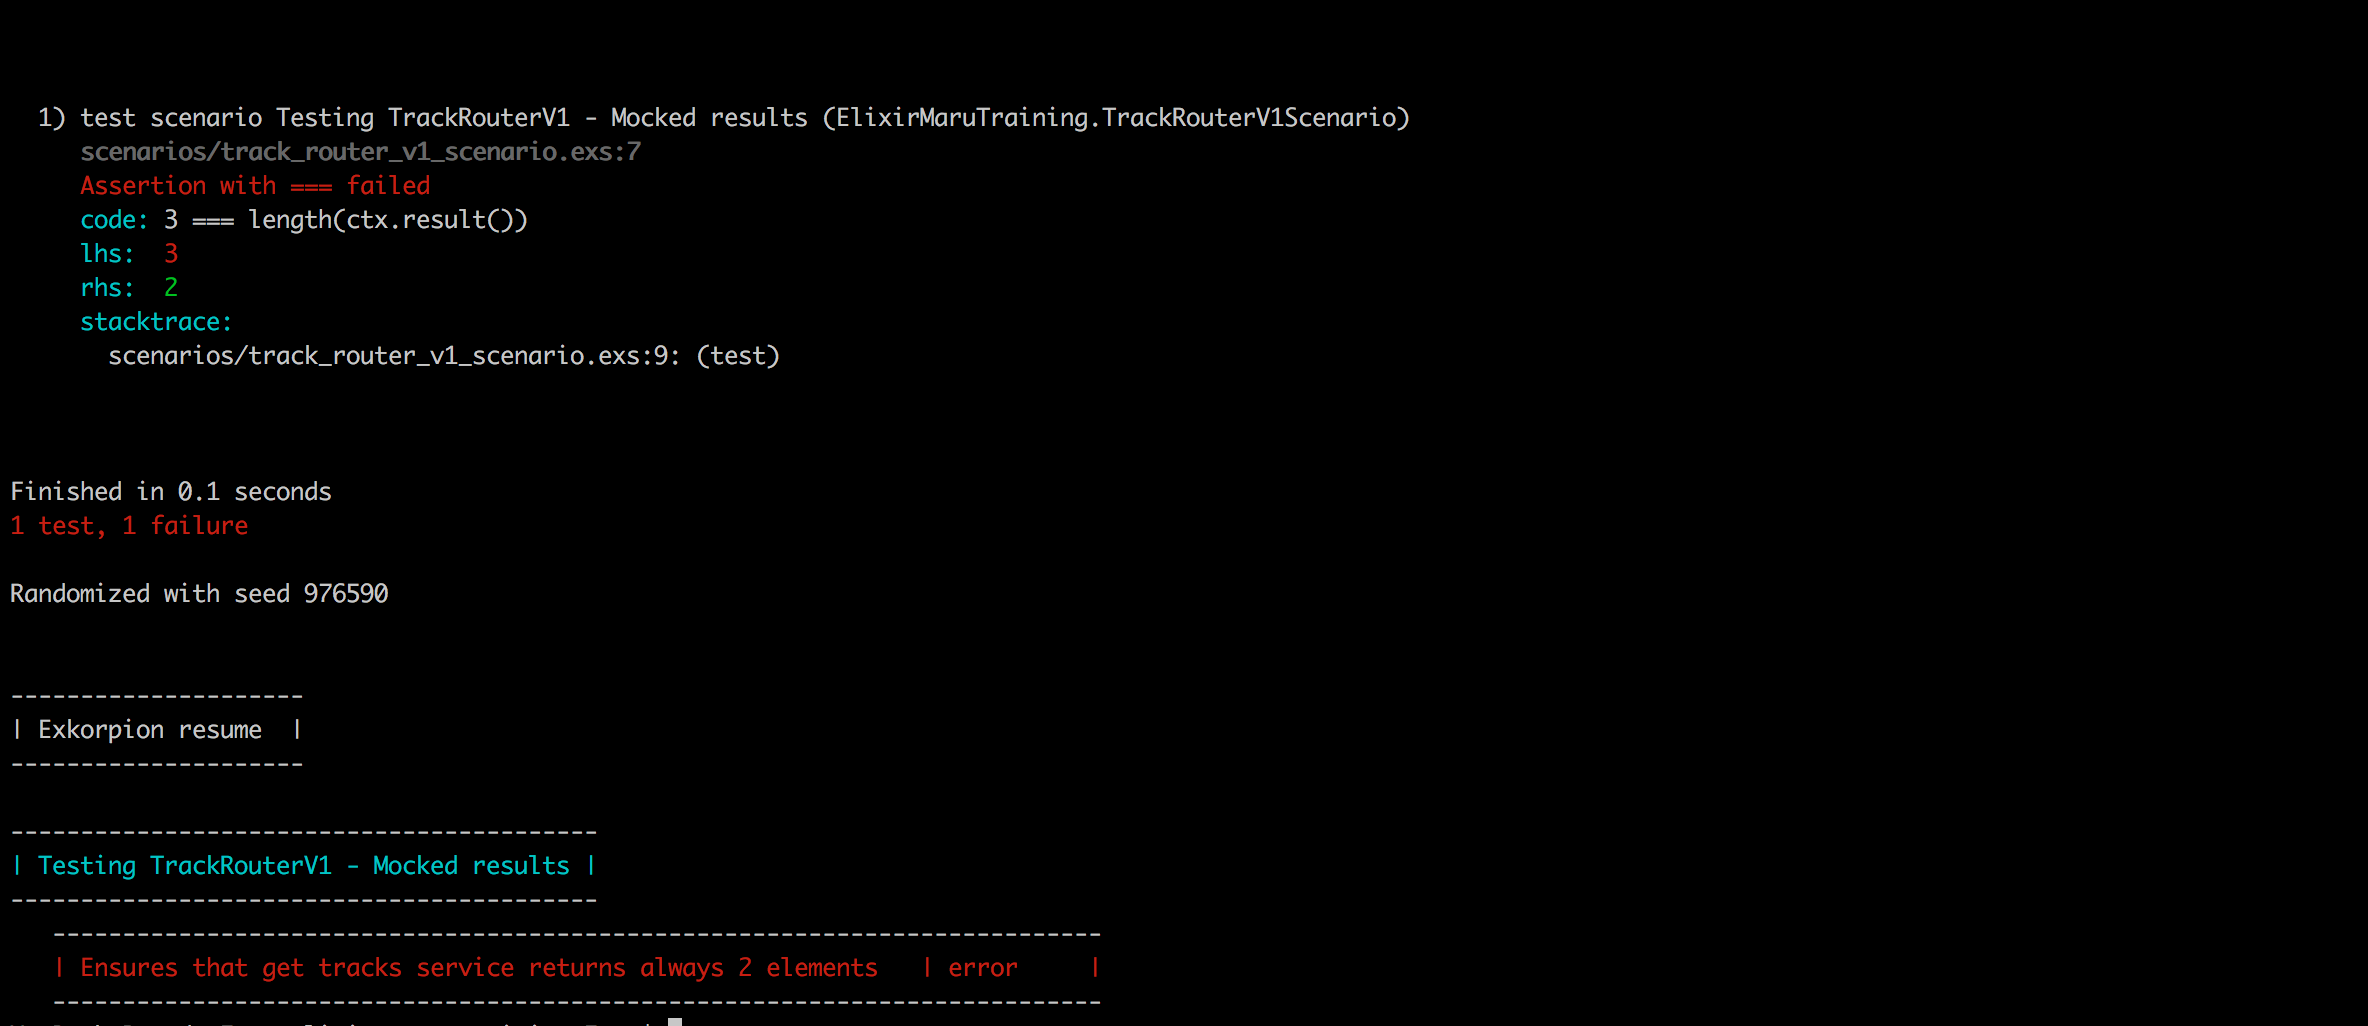 1) test scenario Testing TrackRouterV1 - Mocked results (ElixirMaruTraining.TrackRouterV1Scenario)
scenarios/track_router_v1_scenario.exs:7
Assertion with === failed
code: 3 === length(ctx.result())
lhs:  3
rhs:  2
stacktrace:
scenarios/track_router_v1_scenario.exs:9: (test)
Finished in 0.1 seconds
1 test, 1 failure
Randomized with seed 976590
---------------------
| Exkorpion resume  |
---------------------
------------------------------------------
| Testing TrackRouterV1 - Mocked results |
------------------------------------------
---------------------------------------------------------------------------
| Ensures that get tracks service returns always 2 elements   | error     |
---------------------------------------------------------------------------